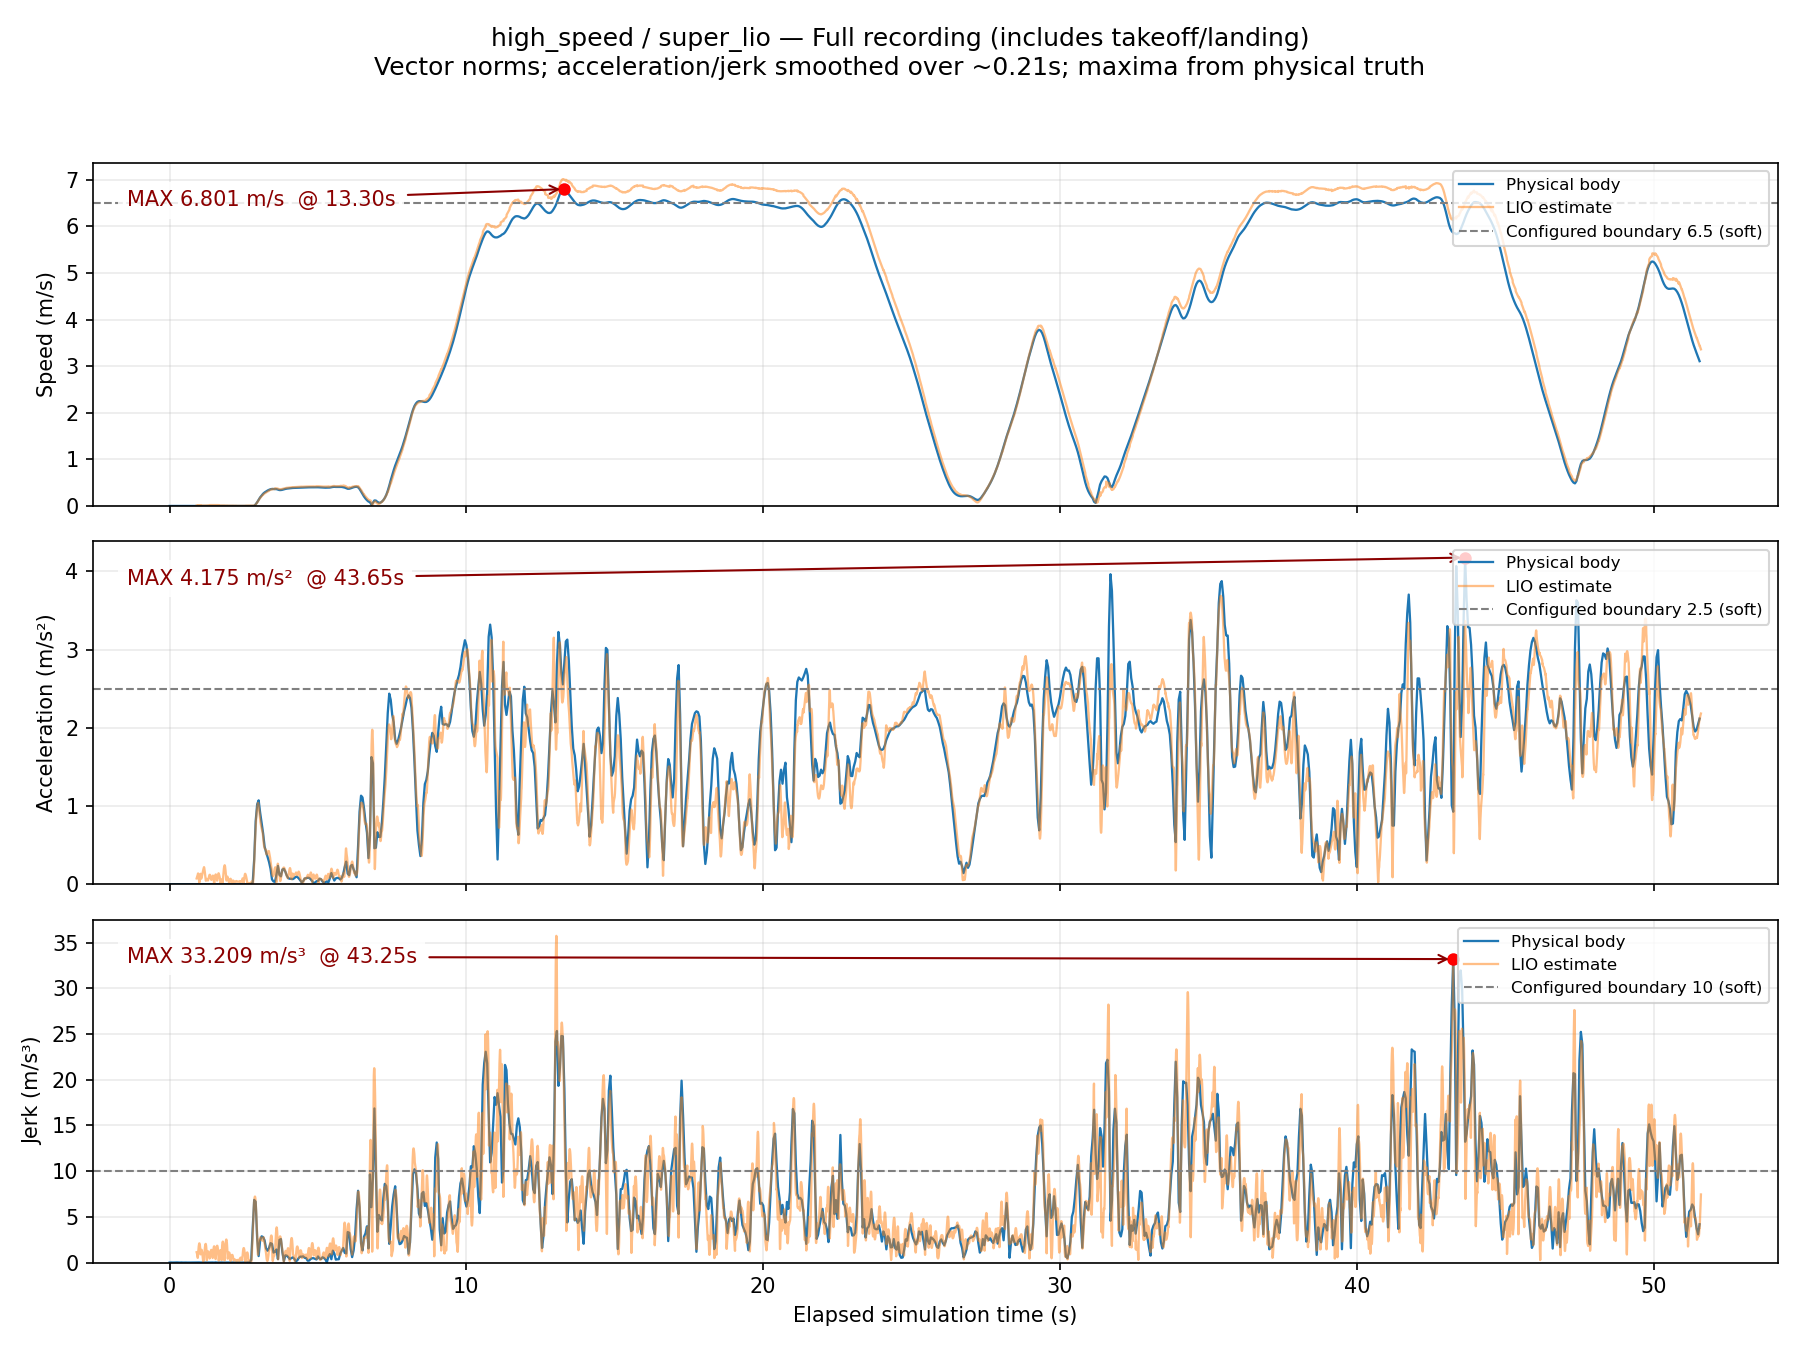 high_speed / super_lio — Full recording (includes takeoff/landing)
Vector norms; acceleration/jerk smoothed over ~0.21s; maxima from physical truth
Speed (m/s)
7
6
5
4
3
2
1
0
MAX 6.801 m/s @ 13.30s
Physical body
LIO estimate
Configured boundary 6.5 (soft)
Acceleration (m/s²)
4
3
2
1
0
MAX 4.175 m/s² @ 43.65s
Physical body
LIO estimate
Configured boundary 2.5 (soft)
Jerk (m/s³)
35
30
25
20
15
10
5
0
MAX 33.209 m/s³ @ 43.25s
Physical body
LIO estimate
Configured boundary 10 (soft)
0 10 20 30 40 50
Elapsed simulation time (s)